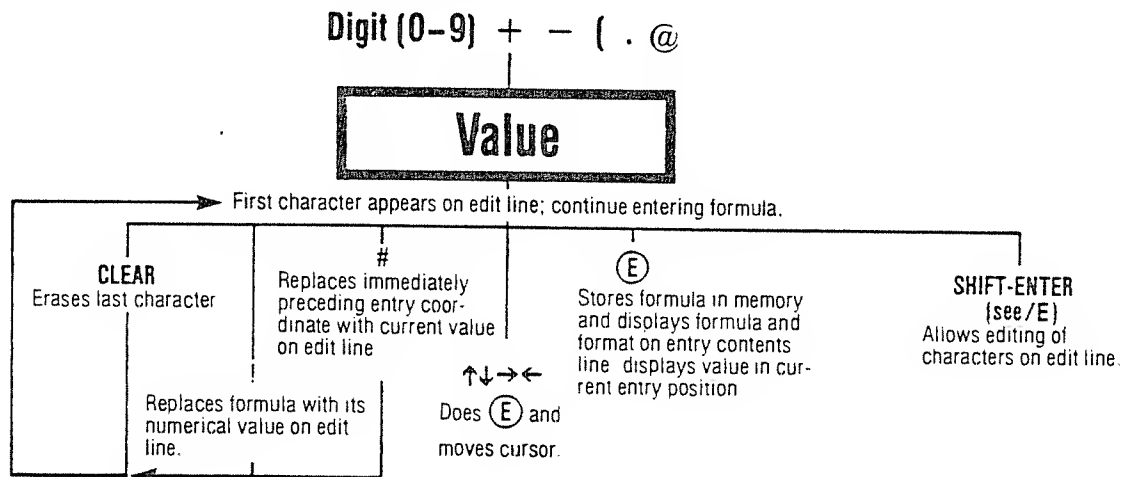 Digit (0–9) + − ( . @
Value
First character appears on edit line; continue entering formula.
CLEAR
Erases last character
!
Replaces formula with its
numerical value on edit
line.
#
Replaces immediately
preceding entry coor-
dinate with current value
on edit line
↑↓→←
Does Ⓔ and
moves cursor.
Ⓔ
Stores formula in memory
and displays formula and
format on entry contents
line displays value in cur-
rent entry position
SHIFT-ENTER
(see/E)
Allows editing of
characters on edit line.